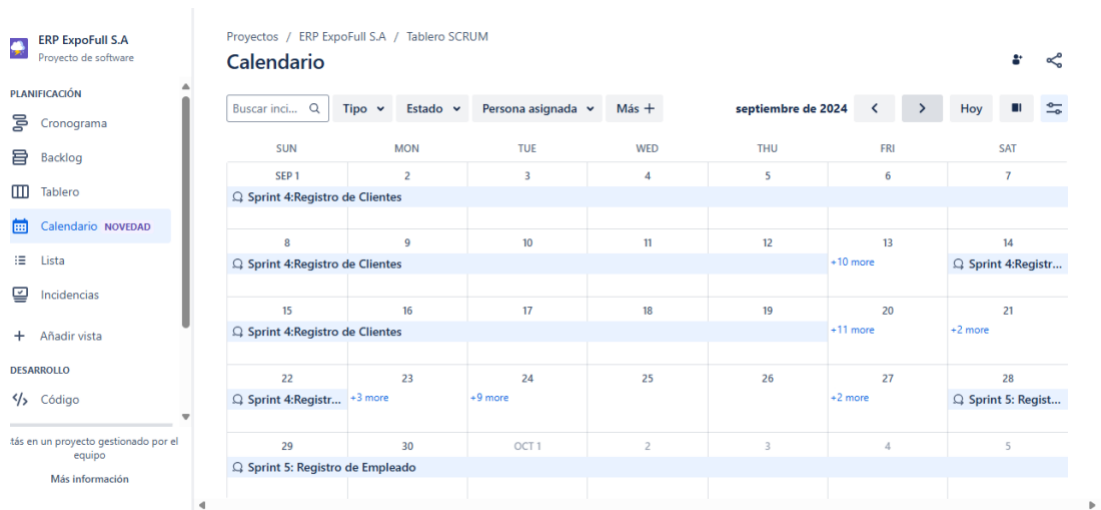 ERP ExpoFull S.A
Proyecto de software
PLANIFICACIÓN
Cronograma
Backlog
Tablero
Calendario NOVEDAD
Lista
Incidencias
+ Añadir vista
DESARROLLO
Código
tás en un proyecto gestionado por el
equipo
Más información
Proyectos / ERP ExpoFull S.A / Tablero SCRUM
Calendario
Buscar inci... Tipo Estado Persona asignada Más + septiembre de 2024 < > Hoy
SUN MON TUE WED THU FRI SAT
SEP 1 2 3 4 5 6 7
Sprint 4:Registro de Clientes
8 9 10 11 12 13 14
Sprint 4:Registro de Clientes +10 more Sprint 4:Registr...
15 16 17 18 19 20 21
Sprint 4:Registro de Clientes +11 more +2 more
22 23 24 25 26 27 28
Sprint 4:Registr... +3 more +9 more +2 more Sprint 5: Regist...
29 30 OCT 1 2 3 4 5
Sprint 5: Registro de Empleado